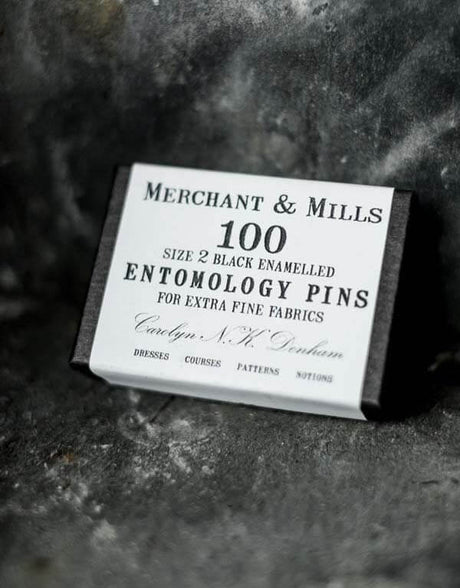 MERCHANT & MILLS
100
SIZE 2 BLACK ENAMELLED
ENTOMOLOGY PINS
FOR EXTRA FINE FABRICS
Carolyn N.K. Denham
DRESSES COURSES PATTERNS NOTIONS